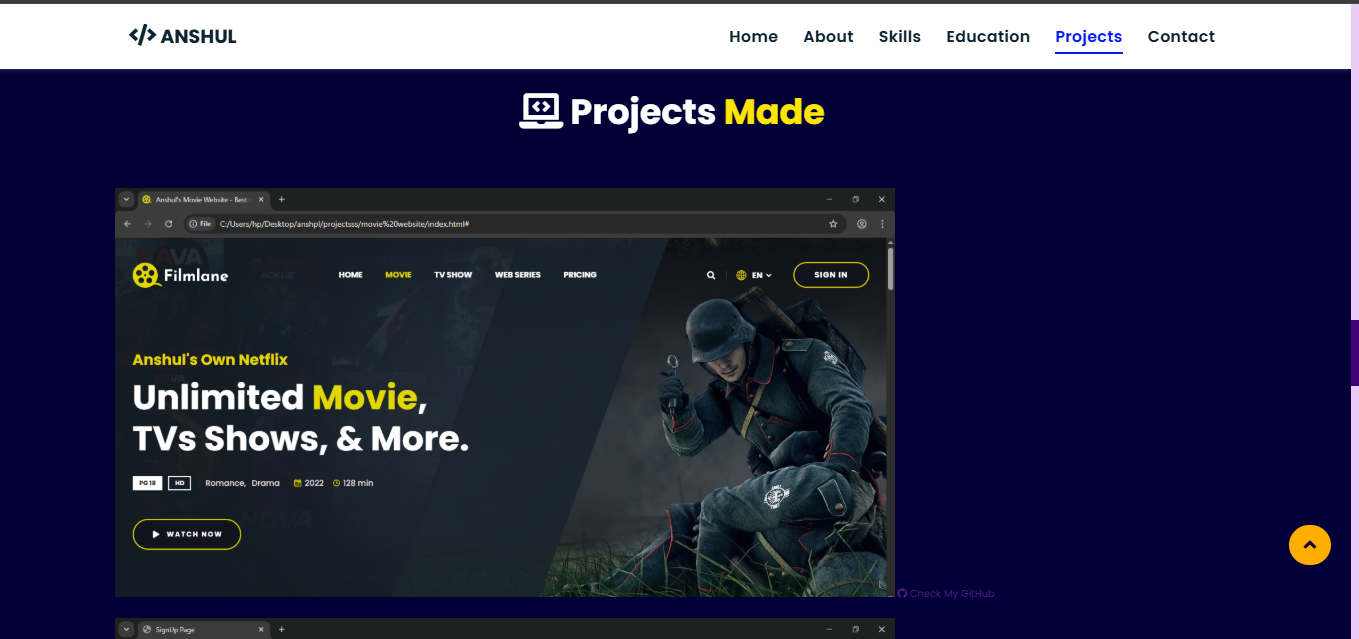 </> ANSHUL
Home About Skills Education Projects Contact
Projects Made
Anshul's Movie Website - Best
File C:/Users/hp/Desktop/anshpl/projectsss/movie%20website/index.html#
Filmlane
HOME MOVIE TV SHOW WEB SERIES PRICING
EN
SIGN IN
Anshul's Own Netflix
Unlimited Movie,
TVs Shows, & More.
PG 18 HD Romance, Drama 2022 128 min
WATCH NOW
Check My GitHub
SignUp Page